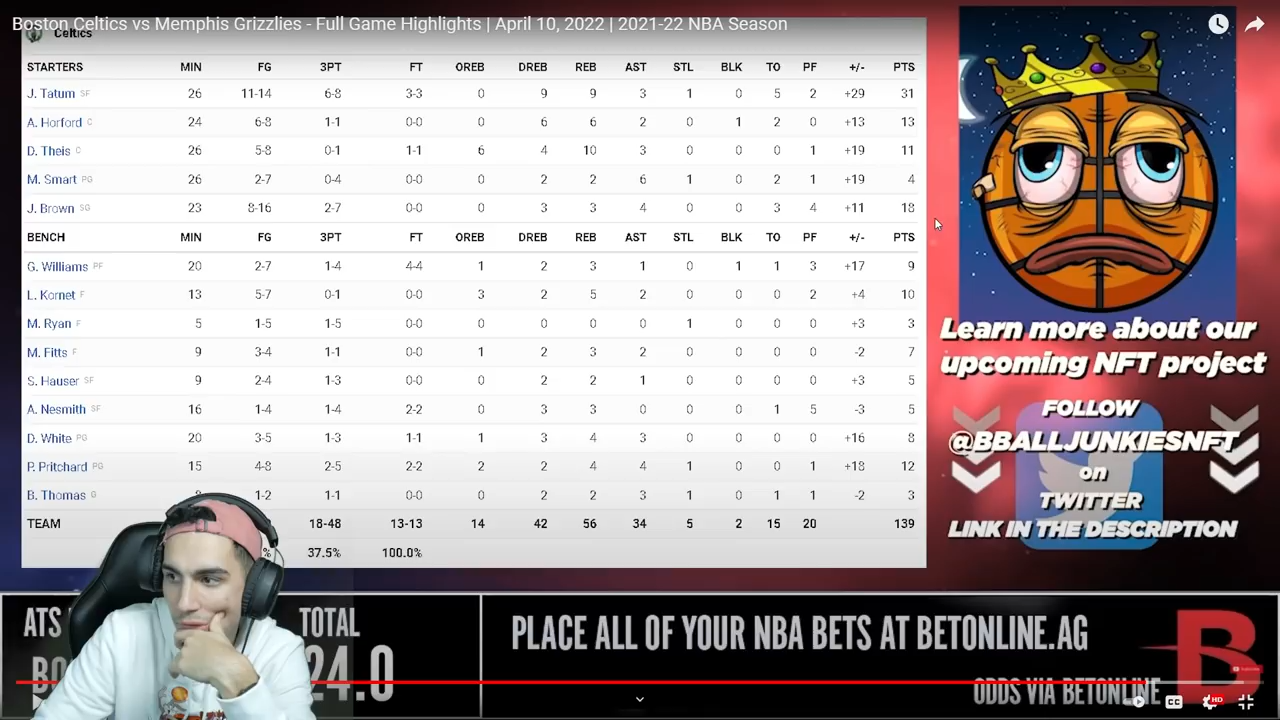 Boston Celtics vs Memphis Grizzlies - Full Game Highlights | April 10, 2022 | 2021-22 NBA Season
Celtics
STARTERS MIN FG 3PT FT OREB DREB REB AST STL BLK TO PF +/- PTS
J. Tatum SF 26 11-14 6-8 3-3 0 9 9 3 1 0 5 2 +29 31
A. Horford C 24 6-8 1-1 0-0 0 6 6 2 0 1 2 0 +13 13
D. Theis C 26 5-8 0-1 1-1 6 4 10 3 0 0 0 1 +19 11
M. Smart PG 26 2-7 0-4 0-0 0 2 2 6 1 0 2 1 +19 4
J. Brown SG 23 8-16 2-7 0-0 0 3 3 4 0 0 3 4 +11 18
BENCH MIN FG 3PT FT OREB DREB REB AST STL BLK TO PF +/- PTS
G. Williams PF 20 2-7 1-4 4-4 1 2 3 1 0 1 1 3 +17 9
L. Kornet F 13 5-7 0-1 0-0 3 2 5 2 0 0 0 2 +4 10
M. Ryan F 5 1-5 1-5 0-0 0 0 0 0 1 0 0 0 +3 3
M. Fitts F 9 3-4 1-1 0-0 1 2 3 2 0 0 0 0 -2 7
S. Hauser SF 9 2-4 1-3 0-0 0 2 2 1 0 0 0 0 +3 5
A. Nesmith SF 16 1-4 1-4 2-2 0 3 3 0 0 0 1 5 -3 5
D. White PG 20 3-5 1-3 1-1 1 3 4 3 0 0 0 1 +16 8
P. Pritchard PG 15 4-8 2-5 2-2 2 2 4 4 1 0 0 1 +18 12
B. Thomas G 1-2 1-1 0-0 0 2 2 3 1 0 1 1 -2 3
TEAM 18-48 13-13 14 42 56 34 5 2 15 20 139
% 37.5% 100.0%
Learn more about our
upcoming NFT project
FOLLOW
@BBALLJUNKIESNFT
on
TWITTER
LINK IN THE DESCRIPTION
ATS TOTAL
BO 24.0
PLACE ALL OF YOUR NBA BETS AT BETONLINE.AG
ODDS VIA BETONLINE
B
CC
HD